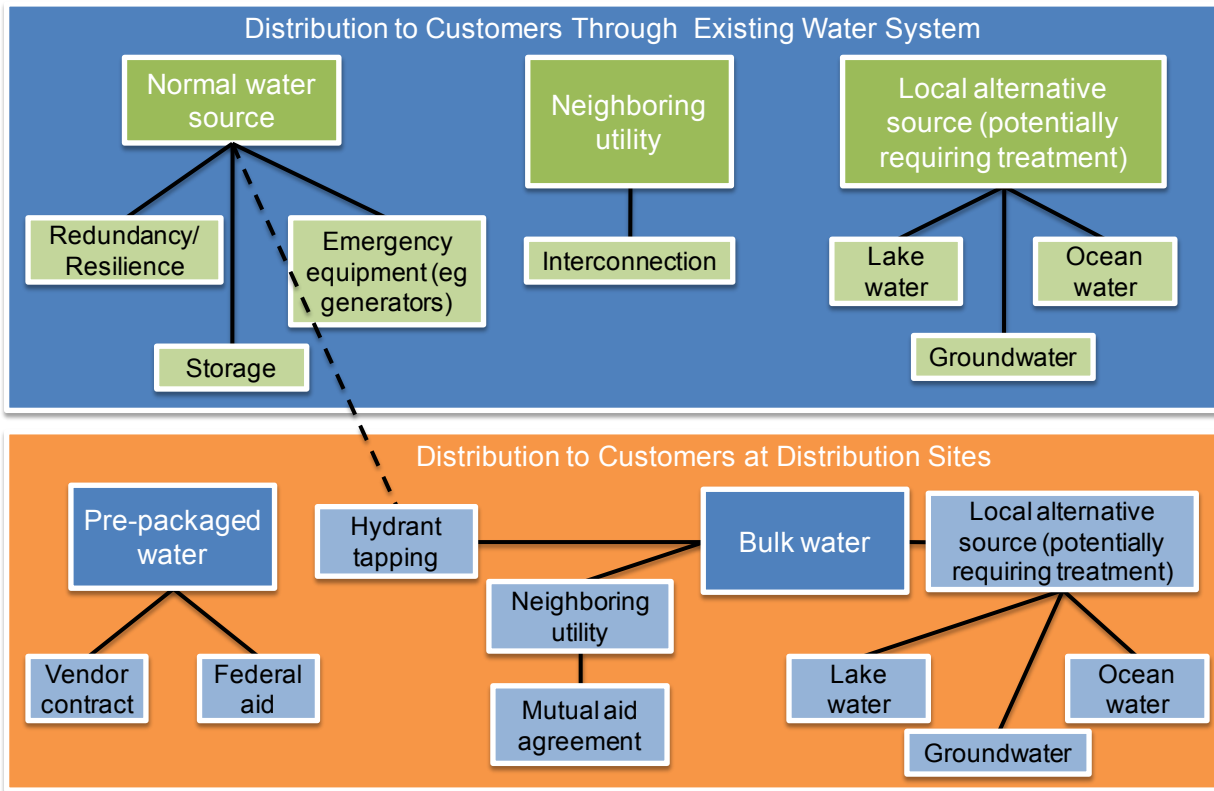 Distribution to Customers Through Existing Water System
Normal water
source
Neighboring
utility
Local alternative
source (potentially
requiring treatment)
Redundancy/
Resilience
Emergency
equipment (eg
generators)
Interconnection
Lake
water
Ocean
water
Storage
Groundwater
Distribution to Customers at Distribution Sites
Pre-packaged
water
Hydrant
tapping
Bulk water
Local alternative
source (potentially
requiring treatment)
Neighboring
utility
Vendor
contract
Federal
aid
Mutual aid
agreement
Lake
water
Ocean
water
Groundwater